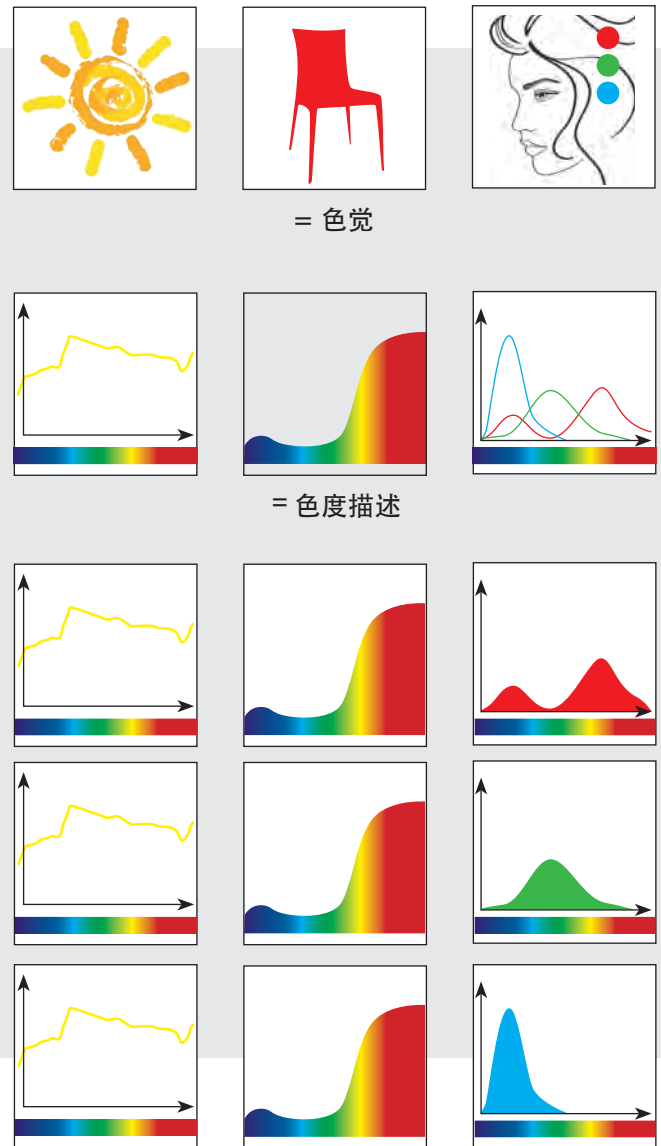 = 色觉
= 色度描述